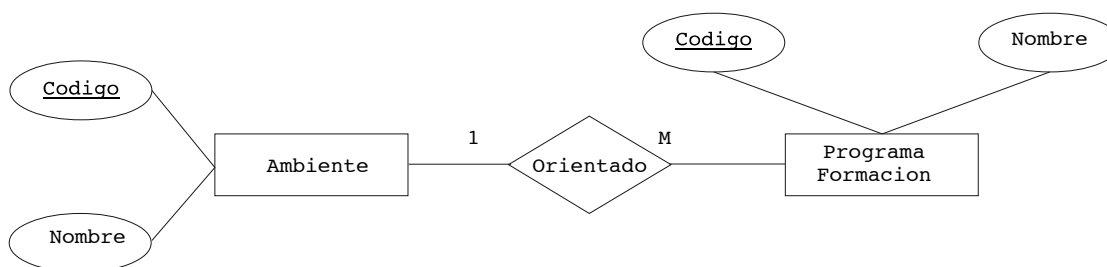 Codigo
Nombre
Codigo
1
M
Ambiente
Orientado
Programa
Formacion
Nombre